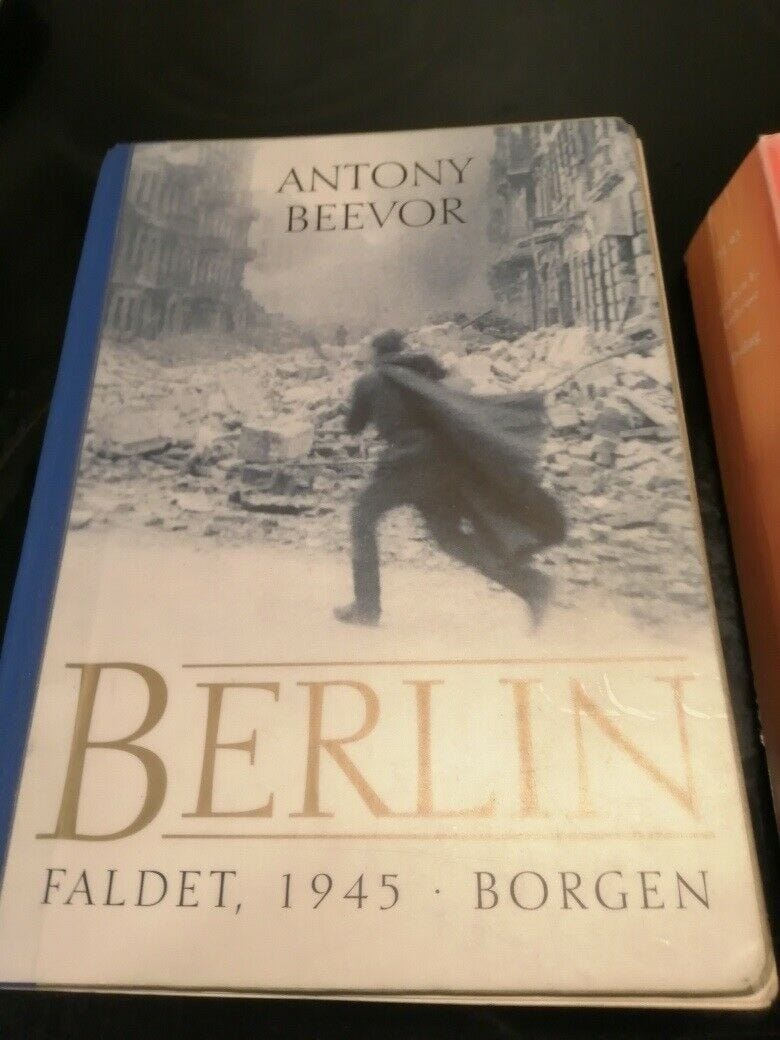 ANTONY
BEEVOR
BERLIN
FALDET, 1945 · BORGEN